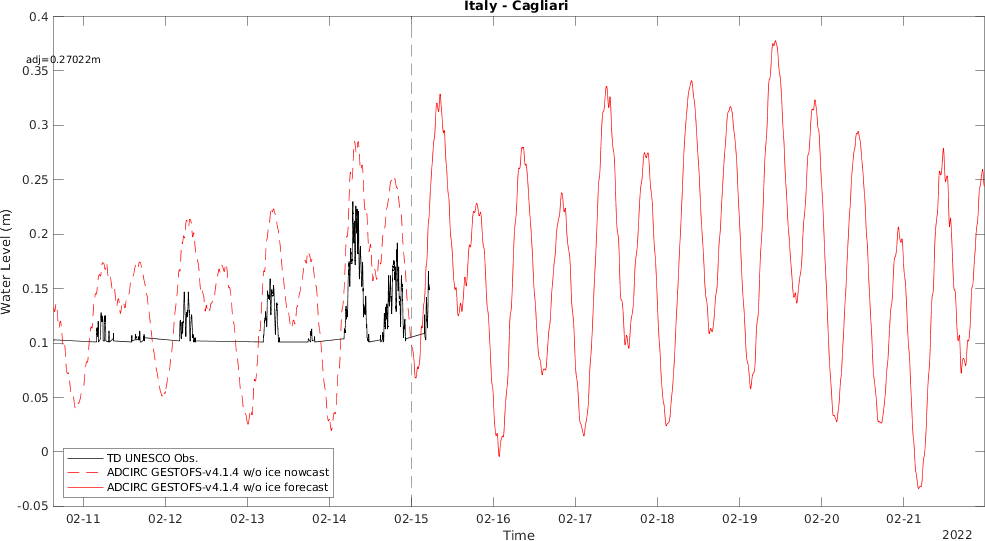 Italy - Cagliari
adj=0.27022m
0.4
0.35
0.3
0.25
0.2
0.15
0.1
0.05
0
-0.05
Water Level (m)
TD UNESCO Obs.
ADCIRC GESTOFS-v4.1.4 w/o ice nowcast
ADCIRC GESTOFS-v4.1.4 w/o ice forecast
02-11 02-12 02-13 02-14 02-15 02-16 02-17 02-18 02-19 02-20 02-21
Time
2022